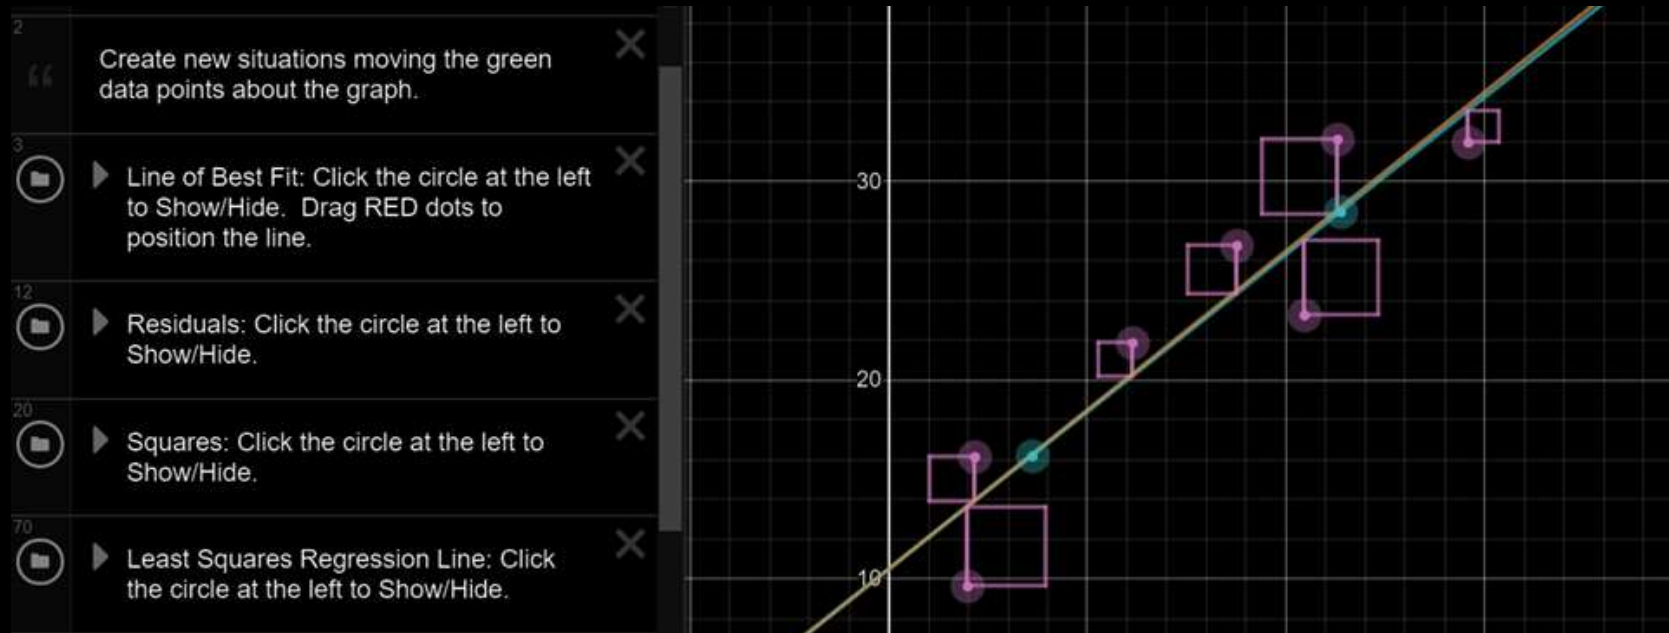 2
Create new situations moving the green
data points about the graph.
3
Line of Best Fit: Click the circle at the left
to Show/Hide.  Drag RED dots to
position the line.
12
Residuals: Click the circle at the left to
Show/Hide.
20
Squares: Click the circle at the left to
Show/Hide.
70
Least Squares Regression Line: Click
the circle at the left to Show/Hide.
30
20
10